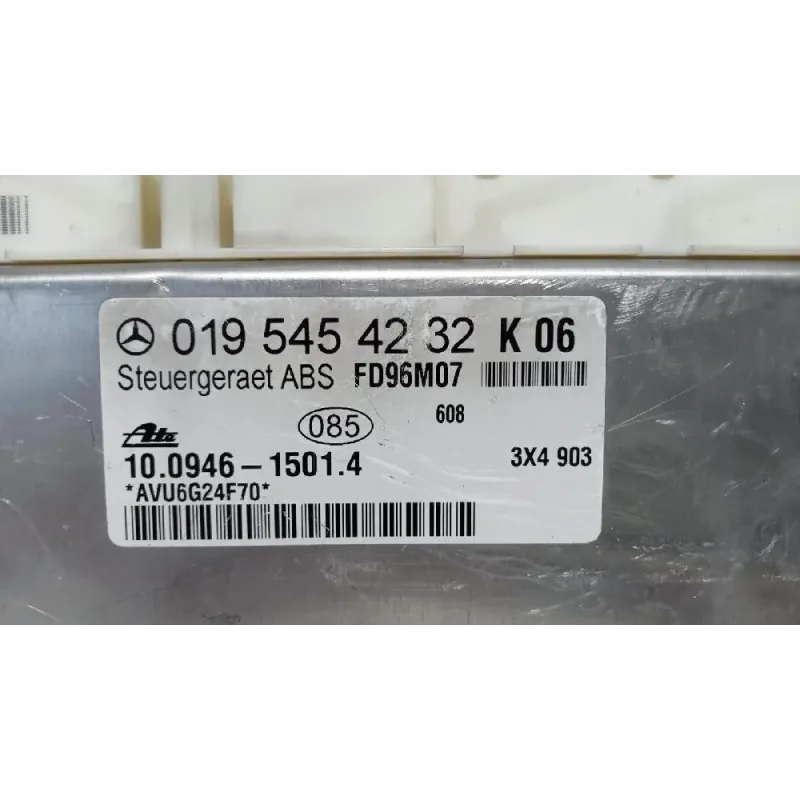 019 545 42 32 K 06
Steuergeraet ABS FD96M07
085 608
Ate
10.0946-1501.4 3X4 903
*AVU6G24F70*